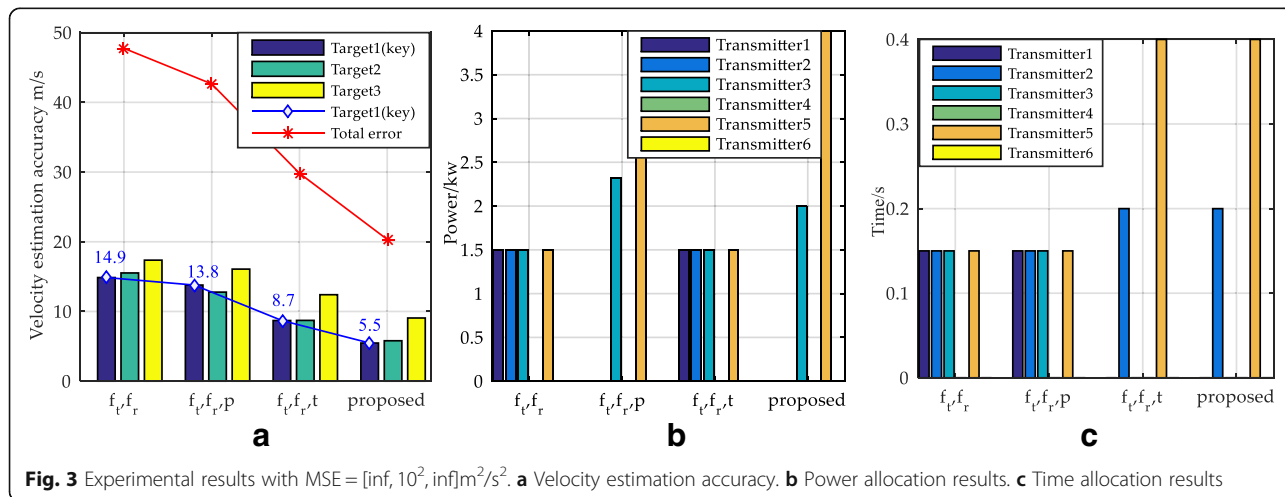 50
40
30
20
10
0
Velocity estimation accuracy m/s
Target1(key)
Target2
Target3
Target1(key)
Total error
14.9
13.8
8.7
5.5
f_t,f_r
f_t,f_r,p
f_t,f_r,t
proposed
a
4
3.5
3
2.5
2
1.5
1
0.5
0
Power/kw
Transmitter1
Transmitter2
Transmitter3
Transmitter4
Transmitter5
Transmitter6
f_t,f_r
f_t,f_r,p
f_t,f_r,t
proposed
b
0.4
0.3
0.2
0.1
0
Time/s
Transmitter1
Transmitter2
Transmitter3
Transmitter4
Transmitter5
Transmitter6
f_t,f_r
f_t,f_r,p
f_t,f_r,t
proposed
c
Fig. 3 Experimental results with MSE = [inf, 10², inf]m²/s². a Velocity estimation accuracy. b Power allocation results. c Time allocation results